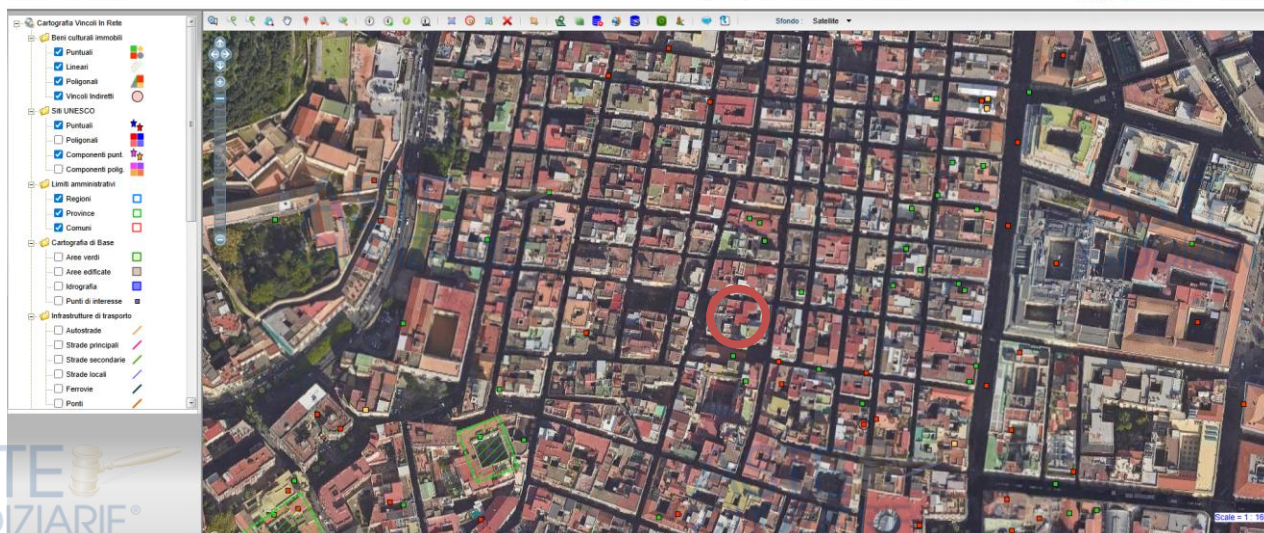 Sfondo: Satellite
Cartografia Vincoli In Rete
Beni culturali immobili
Puntuali
Lineari
Poligonali
Vincoli Indiretti
Siti UNESCO
Puntuali
Poligonali
Componenti punt.
Componenti polig.
Limiti amministrativi
Regioni
Province
Comuni
Cartografia di Base
Aree verdi
Aree edificate
Idrografia
Punti di interesse
Infrastrutture di trasporto
Autostrade
Strade principali
Strade secondarie
Strade locali
Ferrovie
Ponti
TE
DIZIARIE®
Scale = 1 : 16